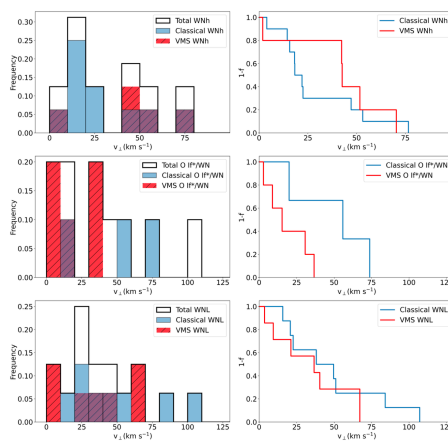 0.30
0.25
0.20
0.15
0.10
0.05
0.00
Frequency
Total WNh
Classical WNh
VMS WNh
0
25
50
75
v⊥(km s⁻¹)
1.0
0.8
0.6
0.4
0.2
0.0
1-f
Classical WNh
VMS WNh
0
25
50
75
v⊥(km s⁻¹)
0.20
0.15
0.10
0.05
0.00
Frequency
Total O If*/WN
Classical O If*/WN
VMS O If*/WN
0
25
50
75
100
125
v⊥(km s⁻¹)
1.0
0.8
0.6
0.4
0.2
0.0
1-f
Classical O If*/WN
VMS O If*/WN
0
25
50
75
100
v⊥(km s⁻¹)
0.25
0.20
0.15
0.10
0.05
0.00
Frequency
Total WNL
Classical WNL
VMS WNL
0
25
50
75
100
125
v⊥(km s⁻¹)
1.0
0.8
0.6
0.4
0.2
0.0
1-f
Classical WNL
VMS WNL
0
25
50
75
100
v⊥(km s⁻¹)